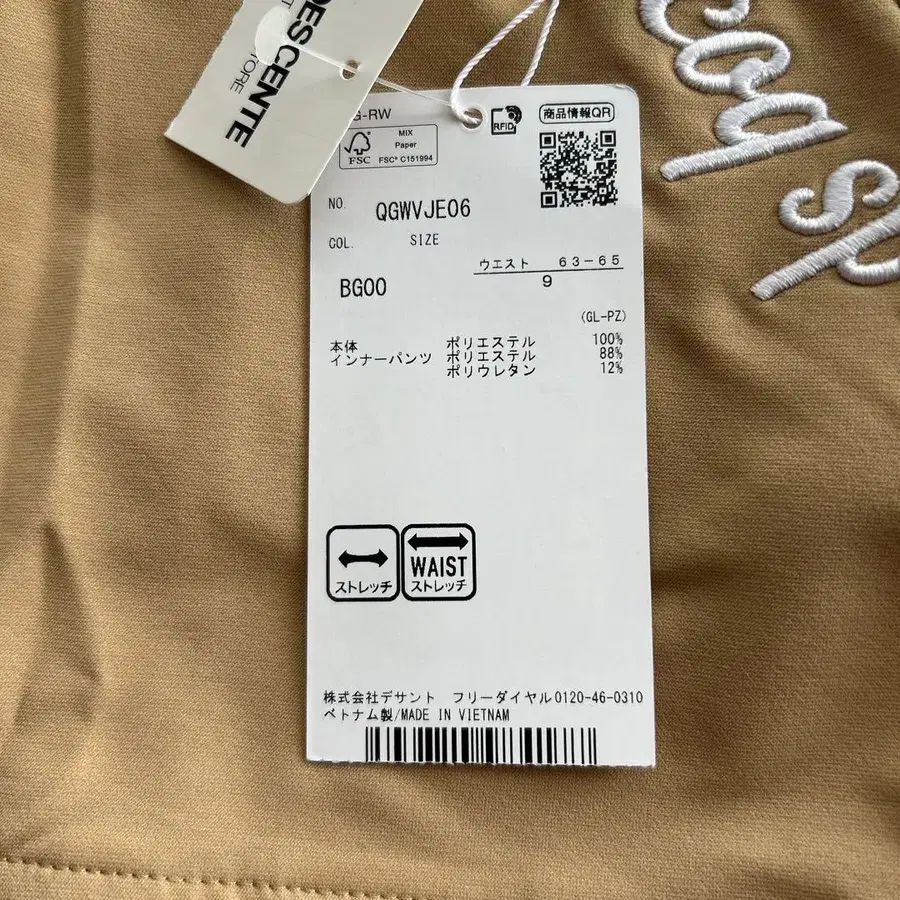 DESCENTE
G-RW
FSC
MIX
Paper
FSC® C151994
RFID
商品情報QR
NO. QGWVJE06
COL. SIZE
BG00
ウエスト 63-65
9
(GL-PZ)
本体 ポリエステル 100%
インナーパンツ ポリエステル 88%
ポリウレタン 12%
ストレッチ
WAIST
ストレッチ
株式会社デサント フリーダイヤル0120-46-0310
ベトナム製/MADE IN VIETNAM
coq sp